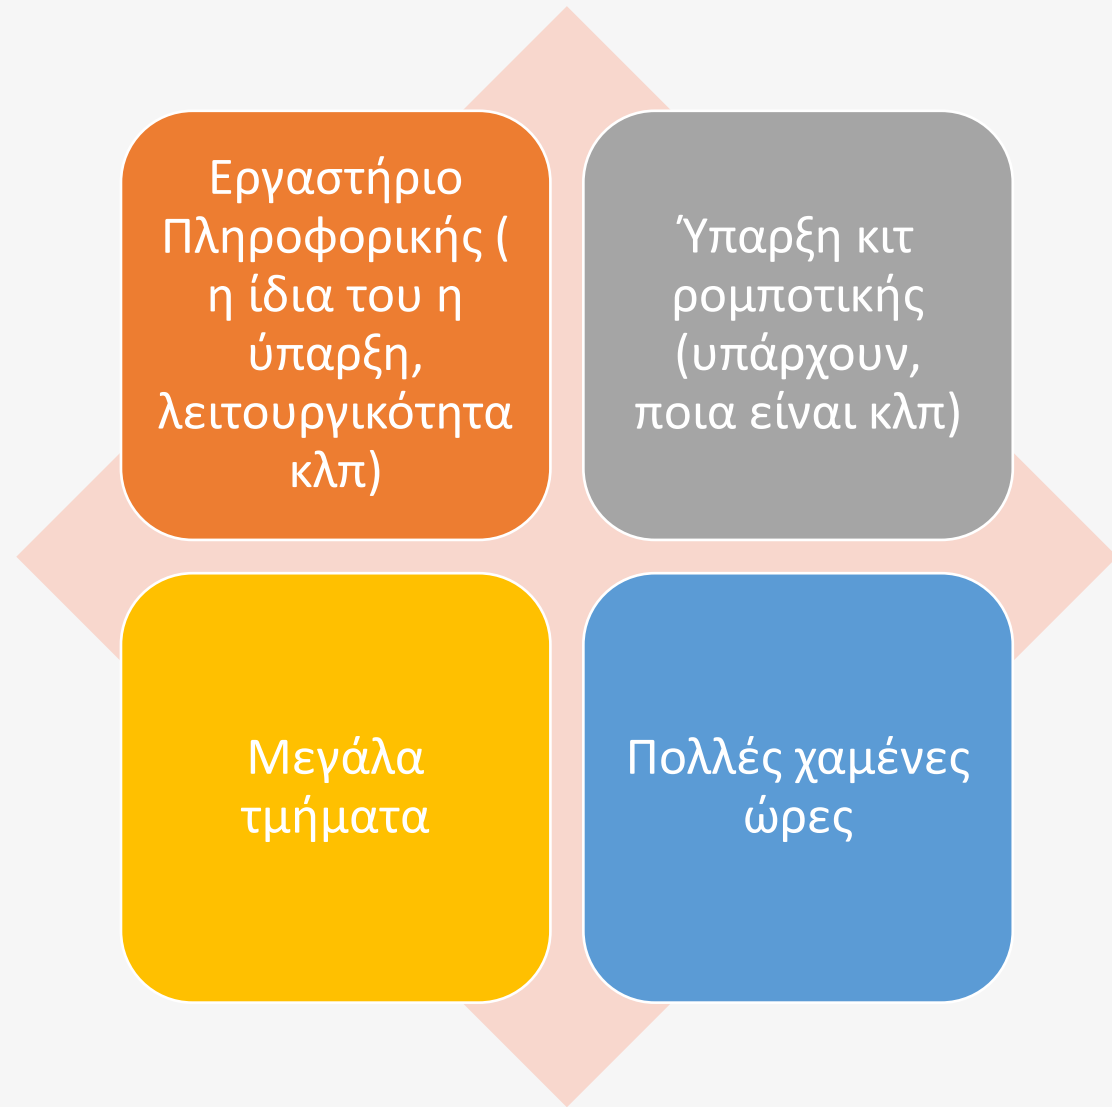 Εργαστήριο
Πληροφορικής (
η ίδια του η
ύπαρξη,
λειτουργικότητα
κλπ)
Ύπαρξη κιτ
ρομποτικής
(υπάρχουν,
ποια είναι κλπ)
Μεγάλα
τμήματα
Πολλές χαμένες
ώρες